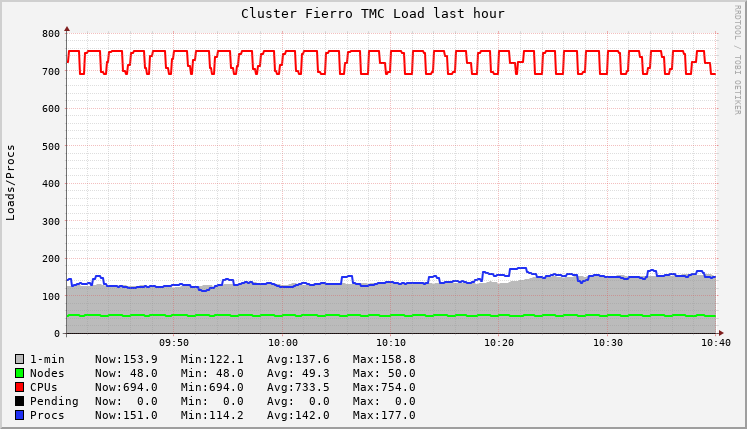 Cluster Fierro TMC Load last hour
RRDTOOL / TOBI OETIKER
Loads/Procs
800
700
600
500
400
300
200
100
0
09:50 10:00 10:10 10:20 10:30 10:40
1-min Now:153.9 Min:122.1 Avg:137.6 Max:158.8
Nodes Now: 48.0 Min: 48.0 Avg: 49.3 Max: 50.0
CPUs Now:694.0 Min:694.0 Avg:733.5 Max:754.0
Pending Now: 0.0 Min: 0.0 Avg: 0.0 Max: 0.0
Procs Now:151.0 Min:114.2 Avg:142.0 Max:177.0